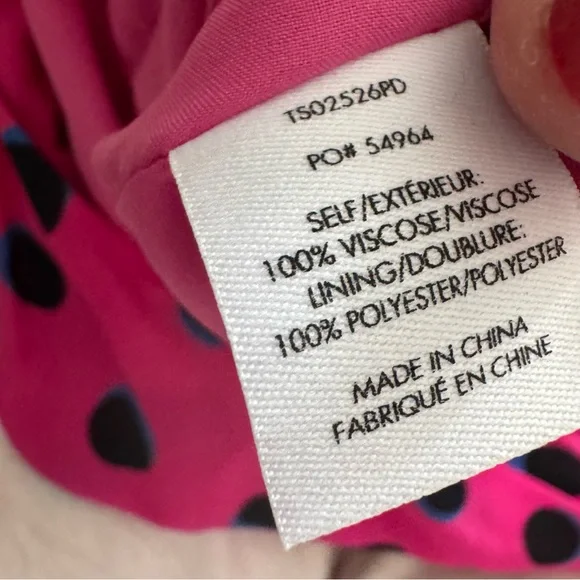 TS02526PD
PO# 54964
SELF/EXTÉRIEUR:
100% VISCOSE/VISCOSE
LINING/DOUBLURE:
100% POLYESTER/POLYESTER
MADE IN CHINA
FABRIQUÉ EN CHINE